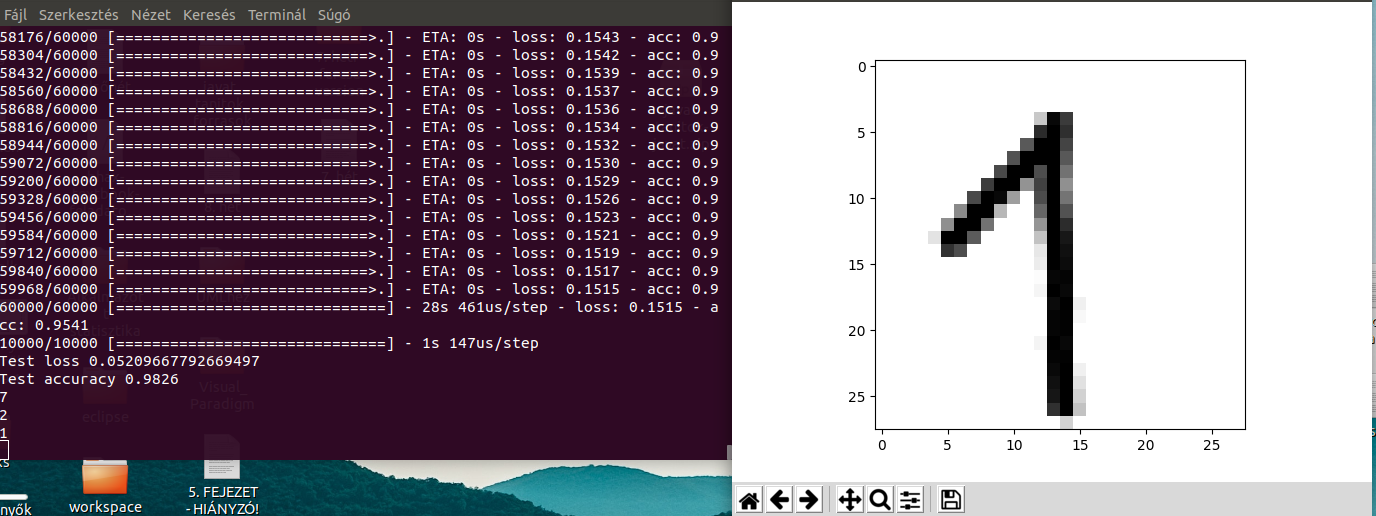 Fájl Szerkesztés Nézet Keresés Terminál Súgó
58176/60000 [============================>.] - ETA: 0s - loss: 0.1543 - acc: 0.9
58304/60000 [============================>.] - ETA: 0s - loss: 0.1542 - acc: 0.9
58432/60000 [============================>.] - ETA: 0s - loss: 0.1539 - acc: 0.9
58560/60000 [============================>.] - ETA: 0s - loss: 0.1537 - acc: 0.9
58688/60000 [============================>.] - ETA: 0s - loss: 0.1536 - acc: 0.9
58816/60000 [============================>.] - ETA: 0s - loss: 0.1534 - acc: 0.9
58944/60000 [============================>.] - ETA: 0s - loss: 0.1532 - acc: 0.9
59072/60000 [============================>.] - ETA: 0s - loss: 0.1530 - acc: 0.9
59200/60000 [============================>.] - ETA: 0s - loss: 0.1529 - acc: 0.9
59328/60000 [============================>.] - ETA: 0s - loss: 0.1526 - acc: 0.9
59456/60000 [============================>.] - ETA: 0s - loss: 0.1523 - acc: 0.9
59584/60000 [============================>.] - ETA: 0s - loss: 0.1521 - acc: 0.9
59712/60000 [============================>.] - ETA: 0s - loss: 0.1519 - acc: 0.9
59840/60000 [============================>.] - ETA: 0s - loss: 0.1517 - acc: 0.9
59968/60000 [============================>.] - ETA: 0s - loss: 0.1515 - acc: 0.9
60000/60000 [==============================] - 28s 461us/step - loss: 0.1515 - a
cc: 0.9541
10000/10000 [==============================] - 1s 147us/step
Test loss 0.05209667792669497
Test accuracy 0.9826
7
2
1
Visual_
Paradigm
eclipse
workspace
5. FEJEZET
- HIÁNYZÓ!
0
5
10
15
20
25
0 5 10 15 20 25
1